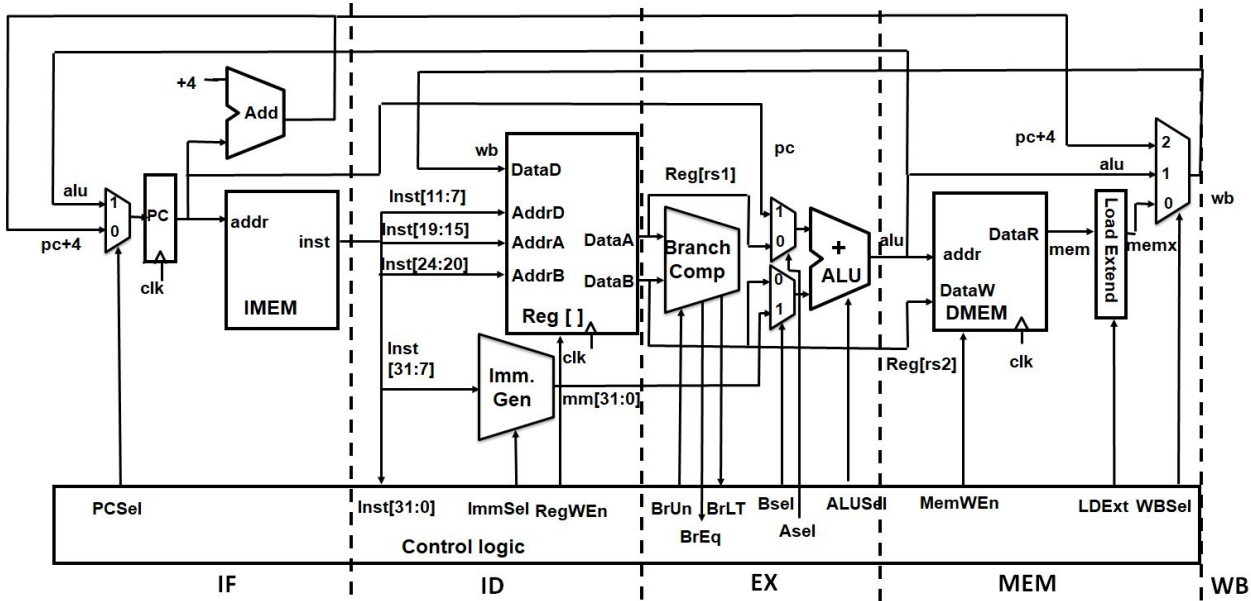 +4
Add
alu
1
0
pc+4
PC
clk
addr
inst
IMEM
wb
DataD
Inst[11:7]
AddrD
Inst[19:15]
AddrA
Inst[24:20]
AddrB
DataA
DataB
Reg [ ]
clk
Inst
[31:7]
Imm.
Gen
mm[31:0]
Reg[rs1]
pc
Branch
Comp
1
0
0
1
+
ALU
alu
Reg[rs2]
addr
DataR
DataW
DMEM
clk
mem
Load Extend
memx
pc+4
alu
2
1
0
wb
PCSel
Inst[31:0]
ImmSel
RegWEn
BrUn
BrEq
BrLT
Bsel
Asel
ALUSel
MemWEn
LDExt
WBSel
Control logic
IF
ID
EX
MEM
WB